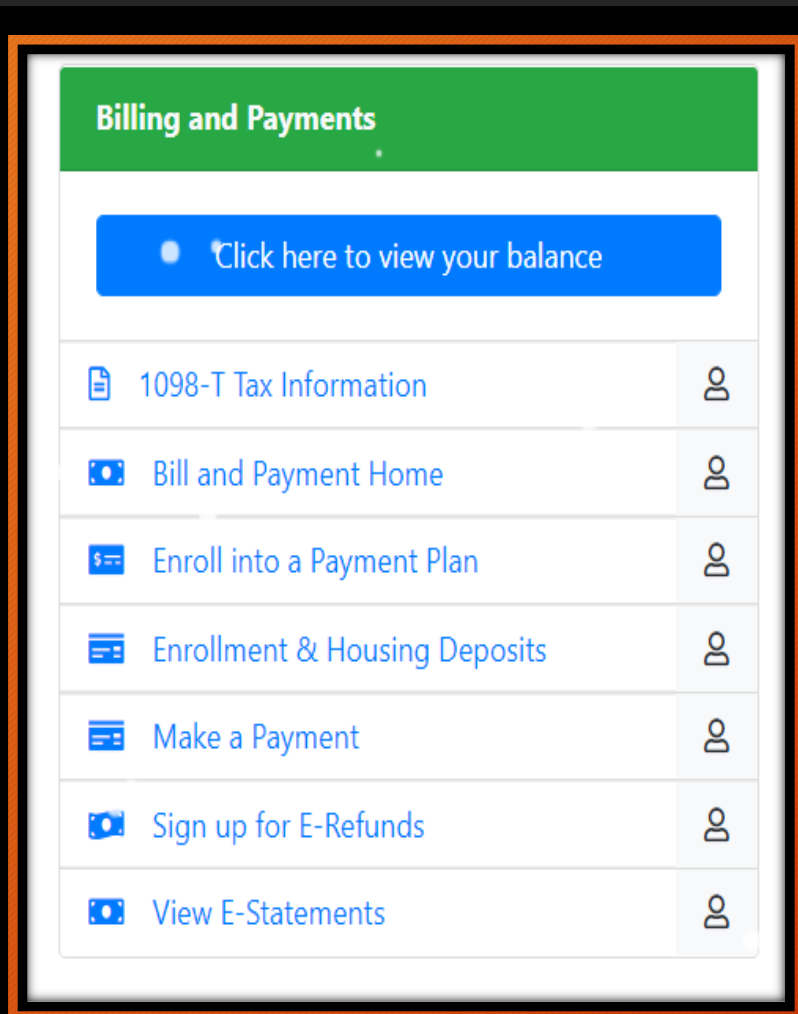 Billing and Payments
Click here to view your balance
1098-T Tax Information
Bill and Payment Home
Enroll into a Payment Plan
Enrollment & Housing Deposits
Make a Payment
Sign up for E-Refunds
View E-Statements